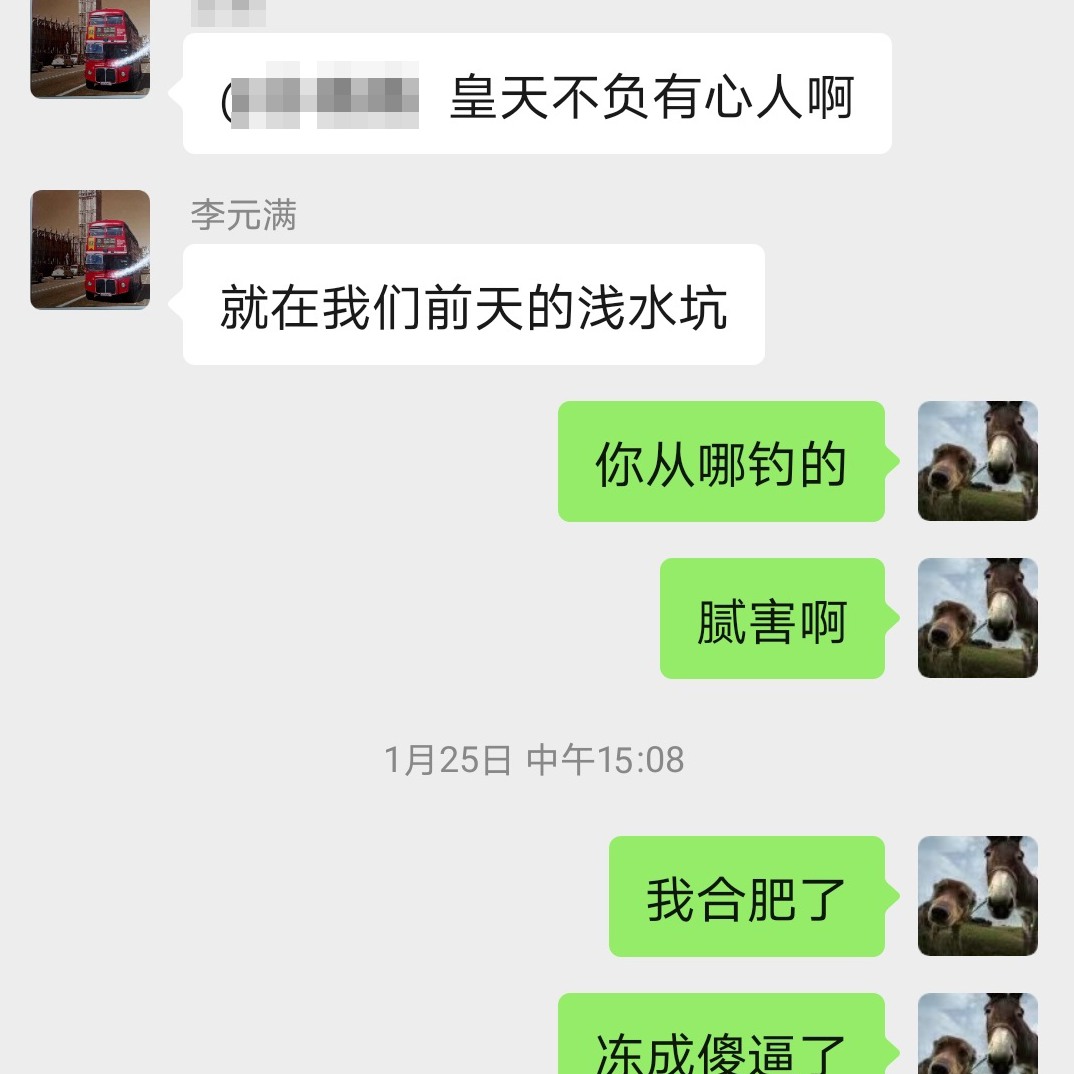 皇天不负有心人啊
李元满
就在我们前天的浅水坑
你从哪钓的
腻害啊
1月25日 中午15:08
我合肥了
冻成傻逼了